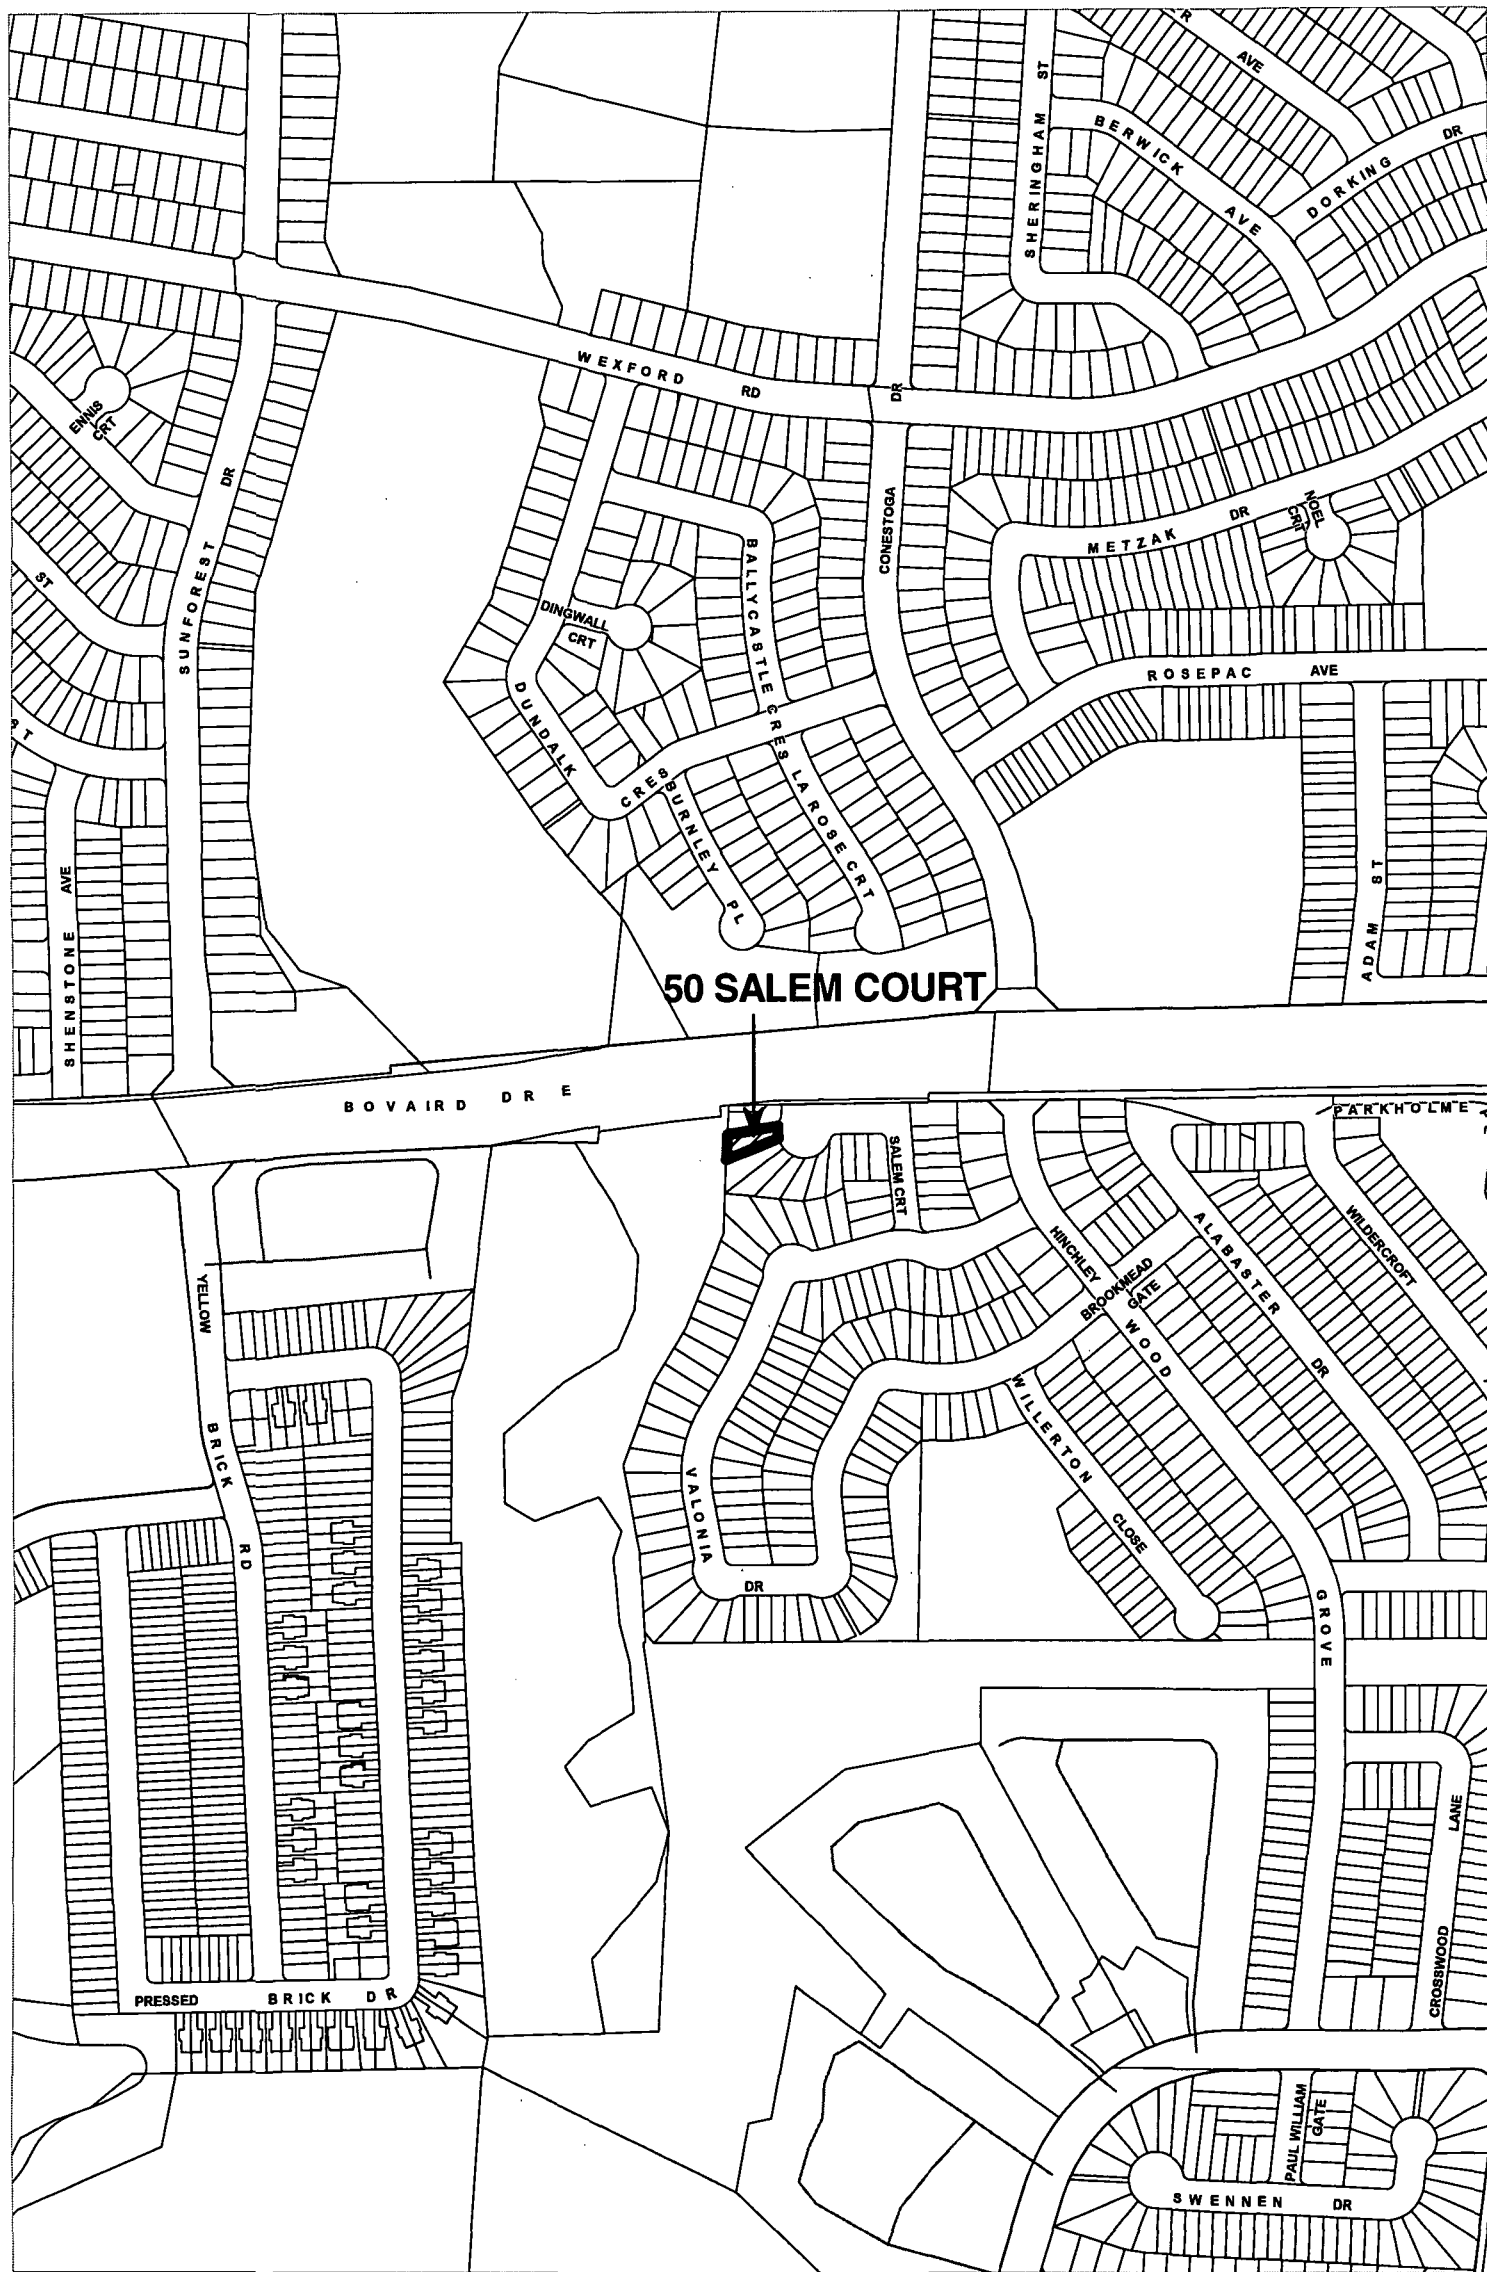 R
AVE
SHERINGHAM ST
BERWICK AVE
DORKING DR
WEXFORD RD
DR
ENNIS
CRT
SUNFOREST DR
CONESTOGA
BALLYCASTLE CRES
METZAK DR
NOEL
CRT
ST
DINGWALL
CRT
DUNDALK
CRES
ROSEPAC AVE
ST
BURNLEY PL
LA ROSE CRT
SHENSTONE AVE
ADAM ST
50 SALEM COURT
BOVAIRD DR E
PARKHOLME
SALEM CRT
YELLOW BRICK RD
HINCHLEY WOOD GROVE
BROOKMEAD
GATE
ALABASTER DR
WILDERCROFT
WILLERTON CLOSE
VALONIA
DR
CROSSWOOD LANE
PRESSED BRICK DR
PAUL WILLIAM
GATE
SWENNEN DR